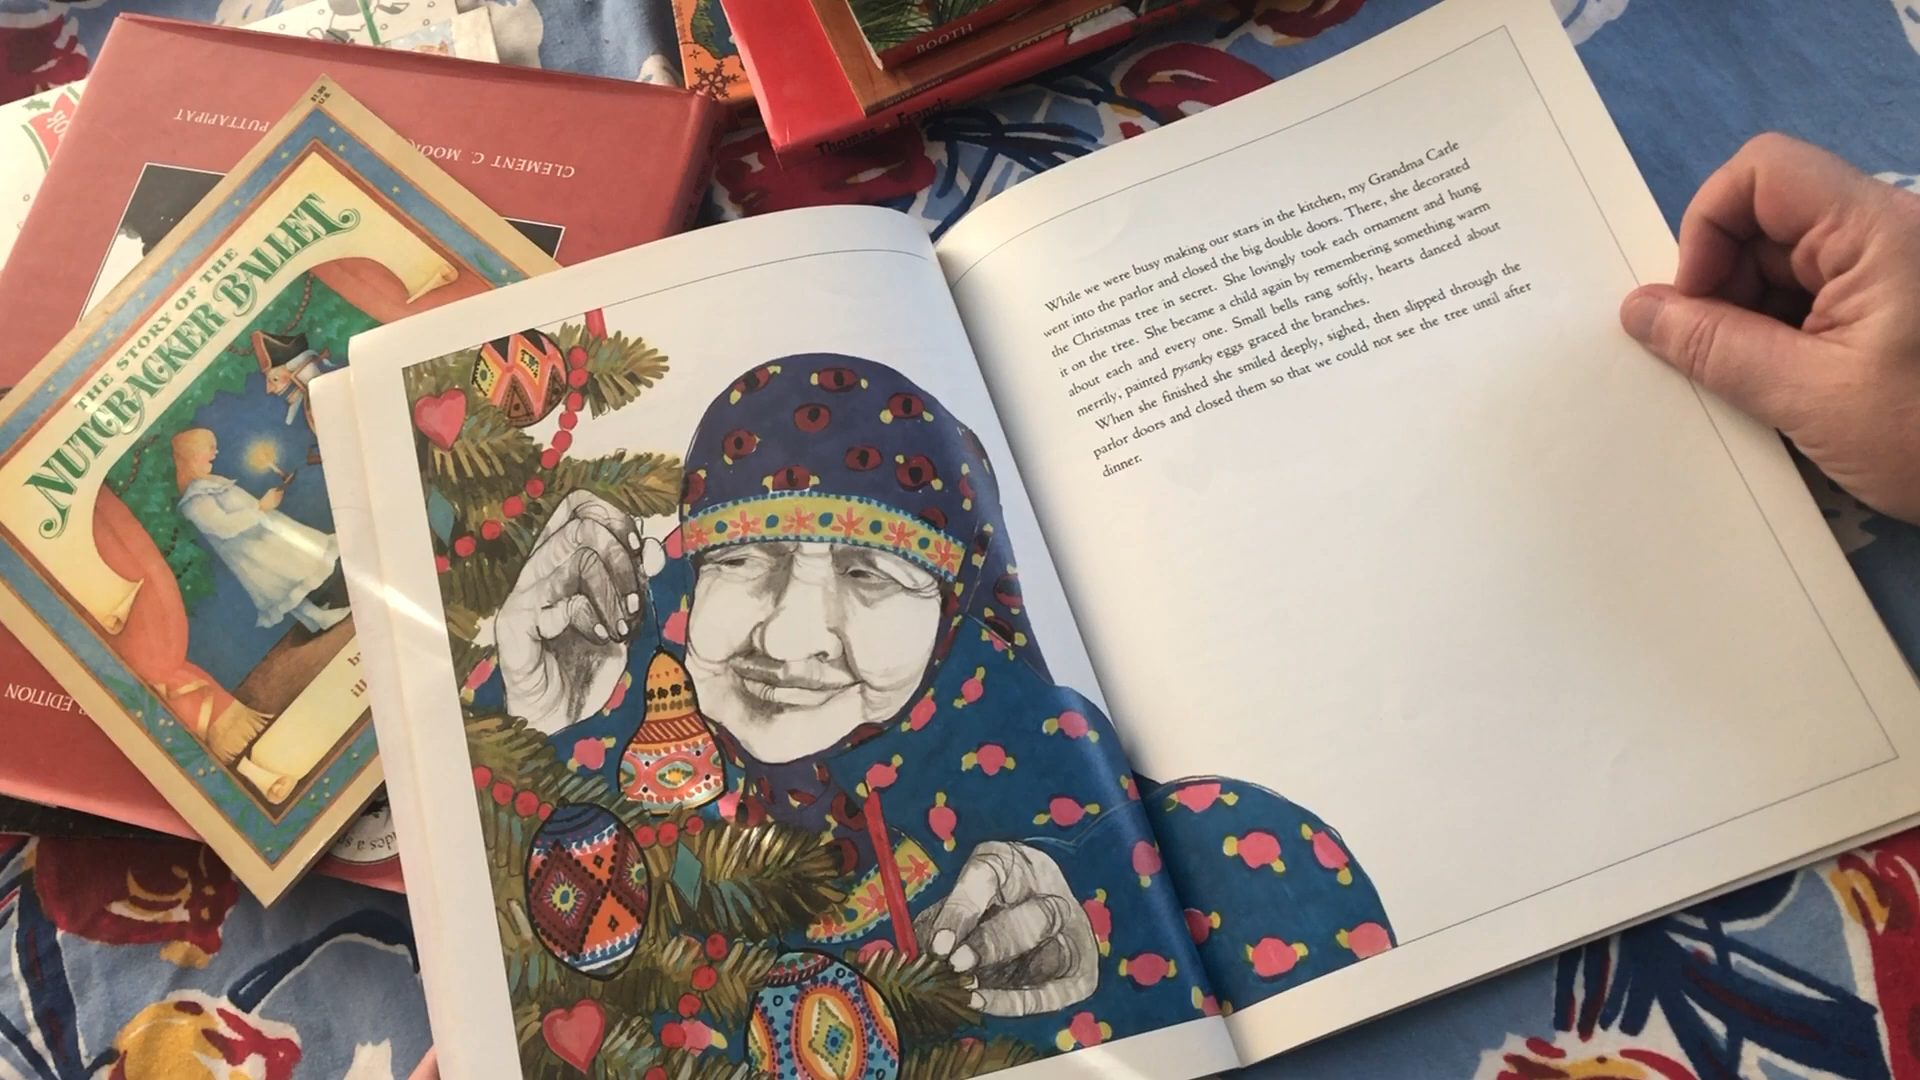 While we were busy making our stars in the kitchen, my Grandma Carle
went into the parlor and closed the big double doors. There, she decorated
the Christmas tree in secret. She lovingly took each ornament and hung
it on the tree. She became a child again by remembering something warm
about each and every one. Small bells rang softly, hearts danced about
merrily, painted pysanky eggs graced the branches.
When she finished she smiled deeply, sighed, then slipped through the
parlor doors and closed them so that we could not see the tree until after
dinner.
THE STORY OF THE
NUTCRACKER BALLET
CLEMENT C.
PUTTAPIPAT
EDITION
BOOTH
Thomas Francis